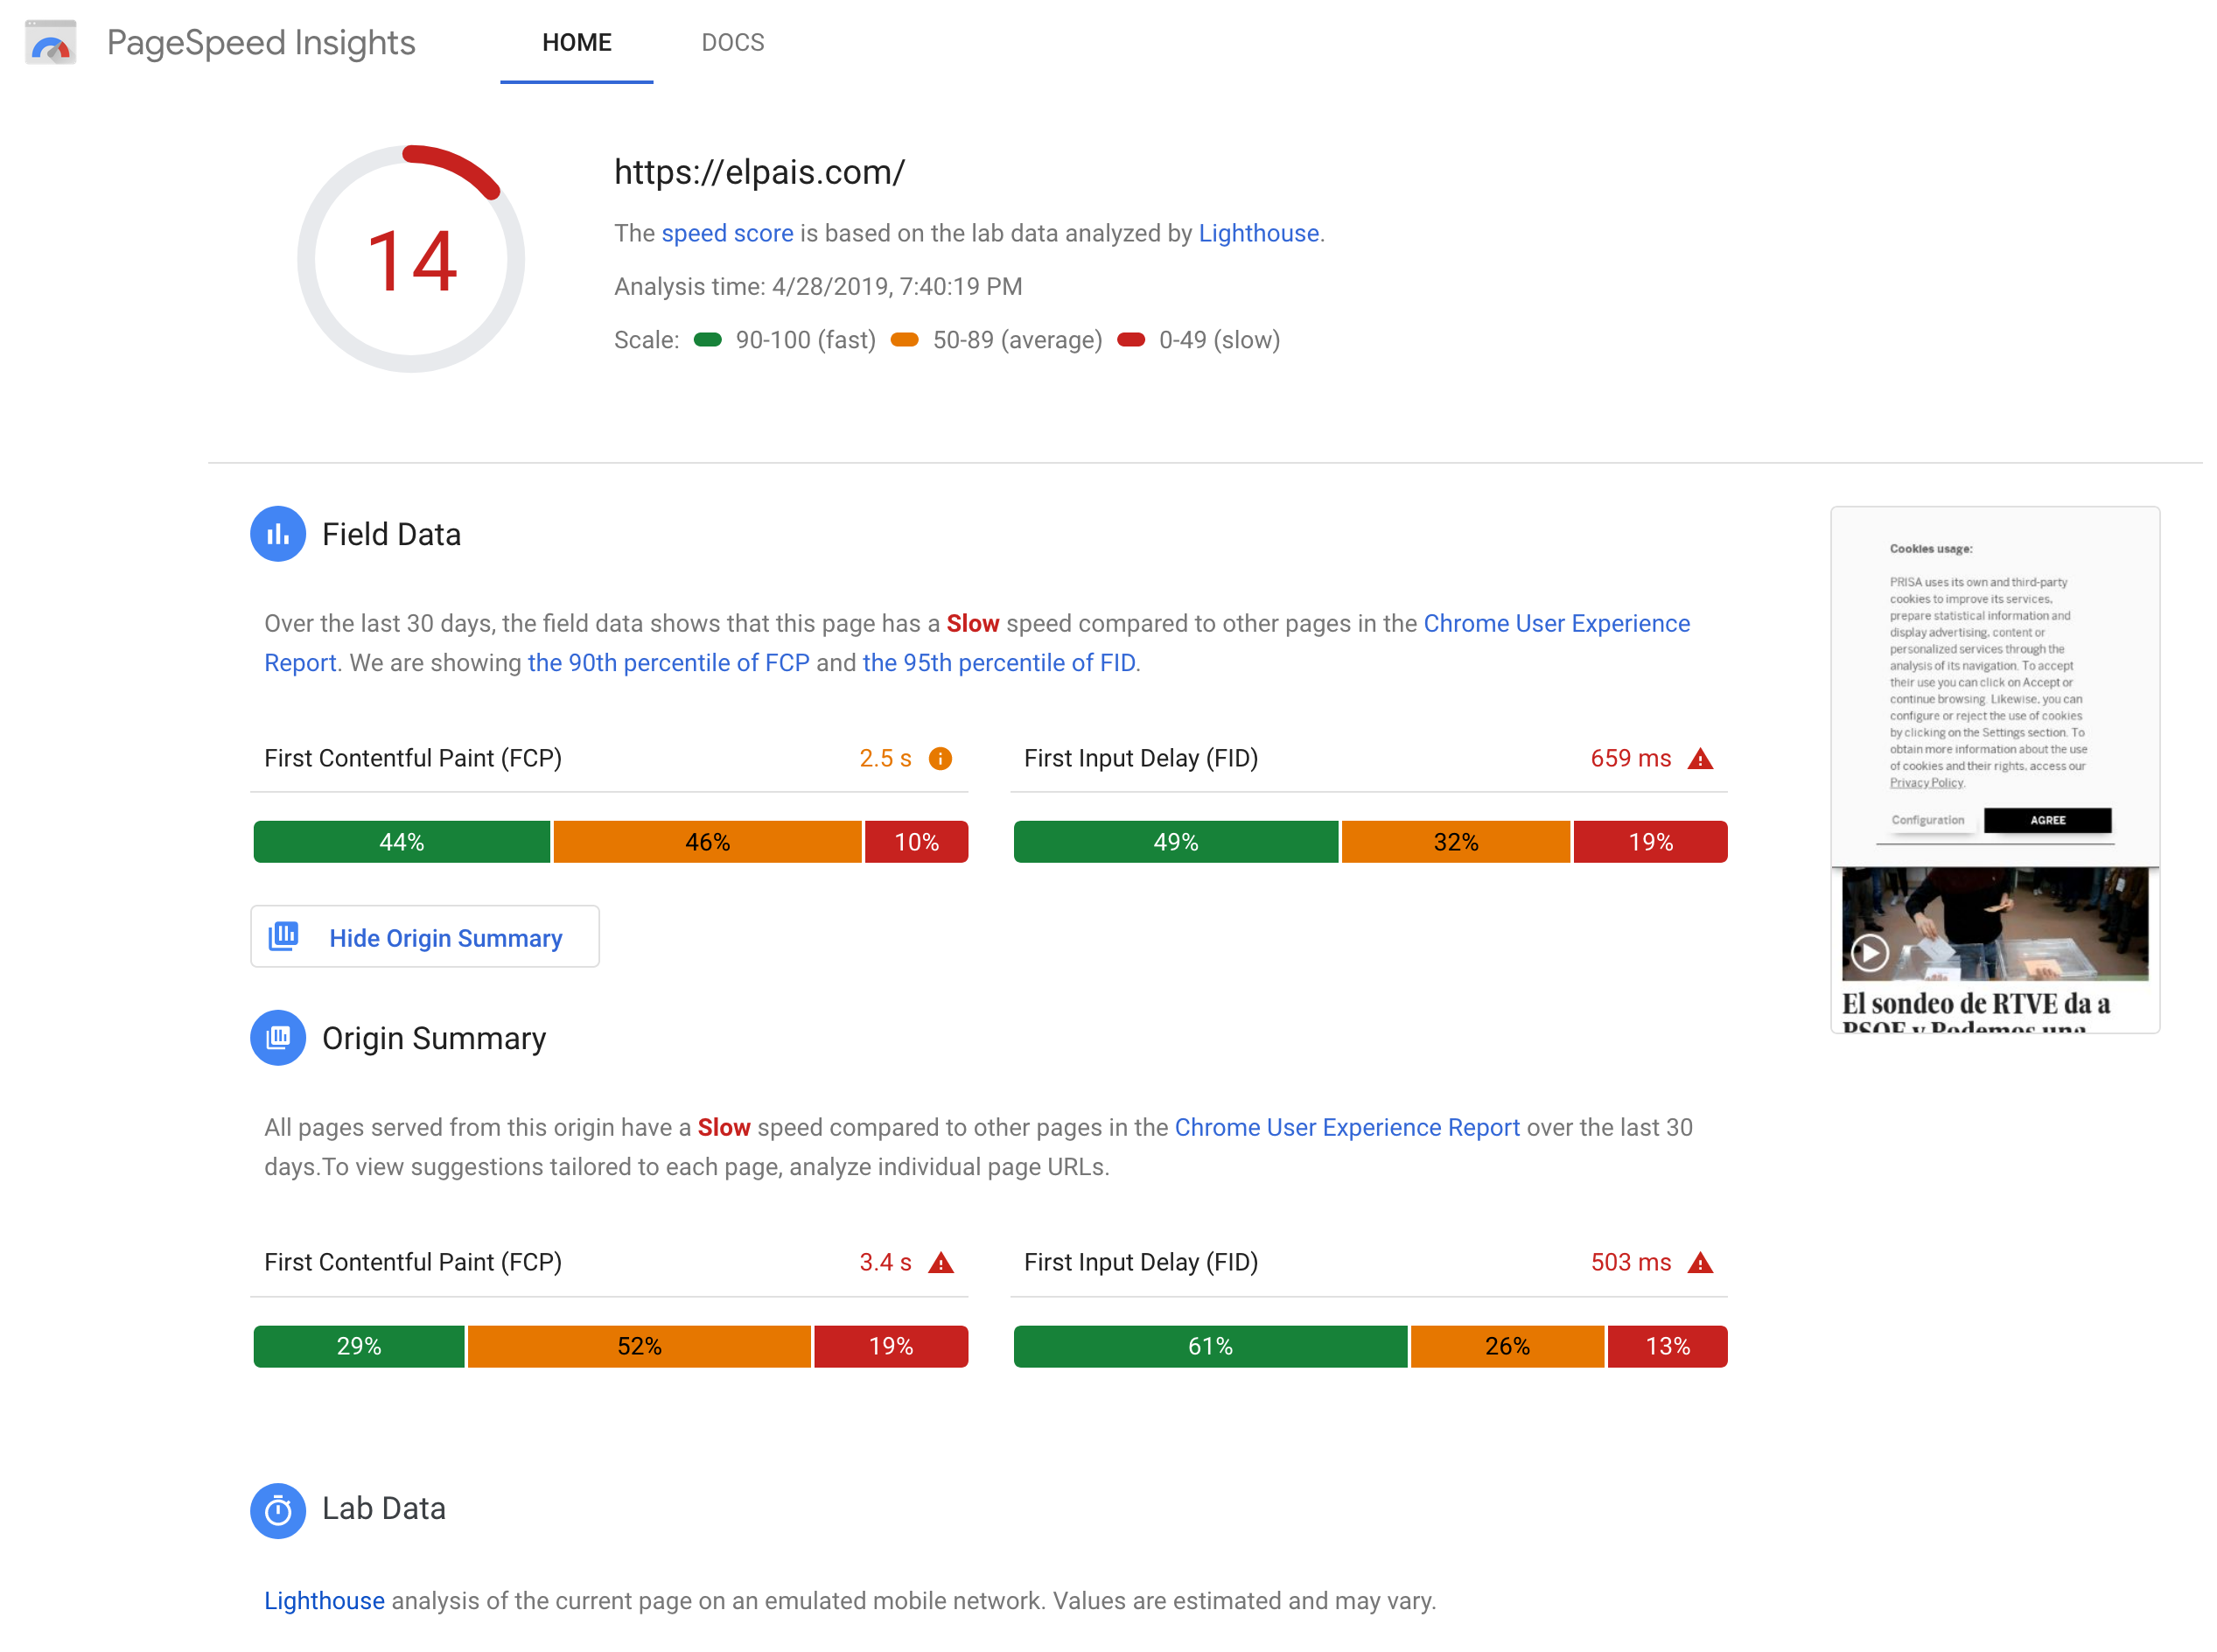 PageSpeed Insights
HOME
DOCS
14
https://elpais.com/
The speed score is based on the lab data analyzed by Lighthouse.
Analysis time: 4/28/2019, 7:40:19 PM
Scale: 90-100 (fast) 50-89 (average) 0-49 (slow)
Field Data
Over the last 30 days, the field data shows that this page has a Slow speed compared to other pages in the Chrome User Experience
Report. We are showing the 90th percentile of FCP and the 95th percentile of FID.
First Contentful Paint (FCP) 2.5 s
44% 46% 10%
First Input Delay (FID) 659 ms
49% 32% 19%
Hide Origin Summary
Origin Summary
All pages served from this origin have a Slow speed compared to other pages in the Chrome User Experience Report over the last 30
days.To view suggestions tailored to each page, analyze individual page URLs.
First Contentful Paint (FCP) 3.4 s
29% 52% 19%
First Input Delay (FID) 503 ms
61% 26% 13%
Lab Data
Lighthouse analysis of the current page on an emulated mobile network. Values are estimated and may vary.
Cookies usage:
PRISA uses its own and third-party
cookies to improve its services,
prepare statistical information and
display advertising, content or
personalized services through the
analysis of its navigation. To accept
their use you can click on Accept or
continue browsing. Likewise, you can
configure or reject the use of cookies
by clicking on the Settings section. To
obtain more information about the use
of cookies and their rights, access our
Privacy Policy.
Configuration
AGREE
El sondeo de RTVE da a
PSOE y Podemos una